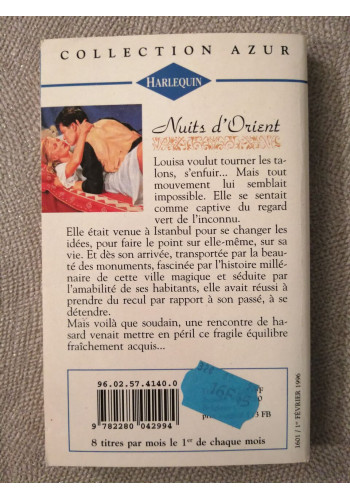 COLLECTION AZUR
HARLEQUIN
Nuits d'Orient
Louisa voulut tourner les ta-
lons, s'enfuir... Mais tout
mouvement lui semblait
impossible. Elle se sentait
comme captive du regard
vert de l'inconnu.
Elle était venue à Istanbul pour se changer les
idées, pour faire le point sur elle-même, sur sa
vie. Et dès son arrivée, transportée par la beau-
té des monuments, fascinée par l'histoire millé-
naire de cette ville magique et séduite par
l'amabilité de ses habitants, elle avait réussi à
prendre du recul par rapport à son passé, à se
détendre.
Mais voilà que soudain, une rencontre de ha-
sard venait mettre en péril ce fragile équilibre
fraîchement acquis...
96.02.57.4140.0
9 782280 042994
F
0
3 FB
8 titres par mois le 1er de chaque mois
1601 / 1er FÉVRIER 1996